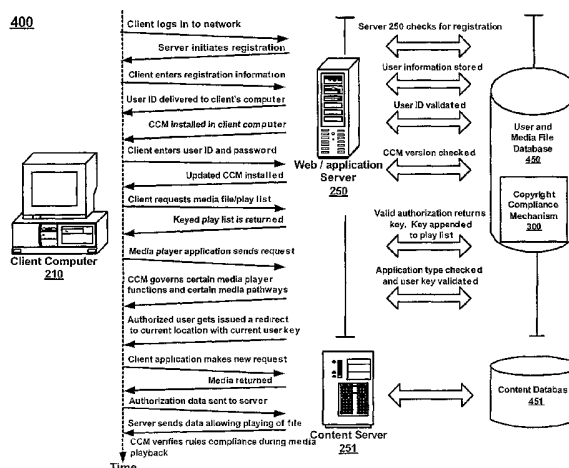 400
Client logs in to network
Server initiates registration
Client enters registration information
User ID delivered to client's computer
CCM installed in client computer
Client enters user ID and password
Updated CCM installed
Client requests media file/play list
Keyed play list is returned
Media player application sends request
CCM governs certain media player
functions and certain media pathways
Authorized user gets issued a redirect
to current location with current user key
Client application makes new request
Media returned
Authorization data sent to server
Server sends data allowing playing of file
CCM verifies rules compliance during media
playback
Time
Client Computer
210
Web / application
Server
250
Content Server
251
Server 250 checks for registration
User information stored
User ID validated
CCM version checked
Valid authorization returns
key. Key appended
to play list
Application type checked
and user key validated
User and
Media File
Database
450
Copyright
Compliance
Mechanism
300
Content Databas
451